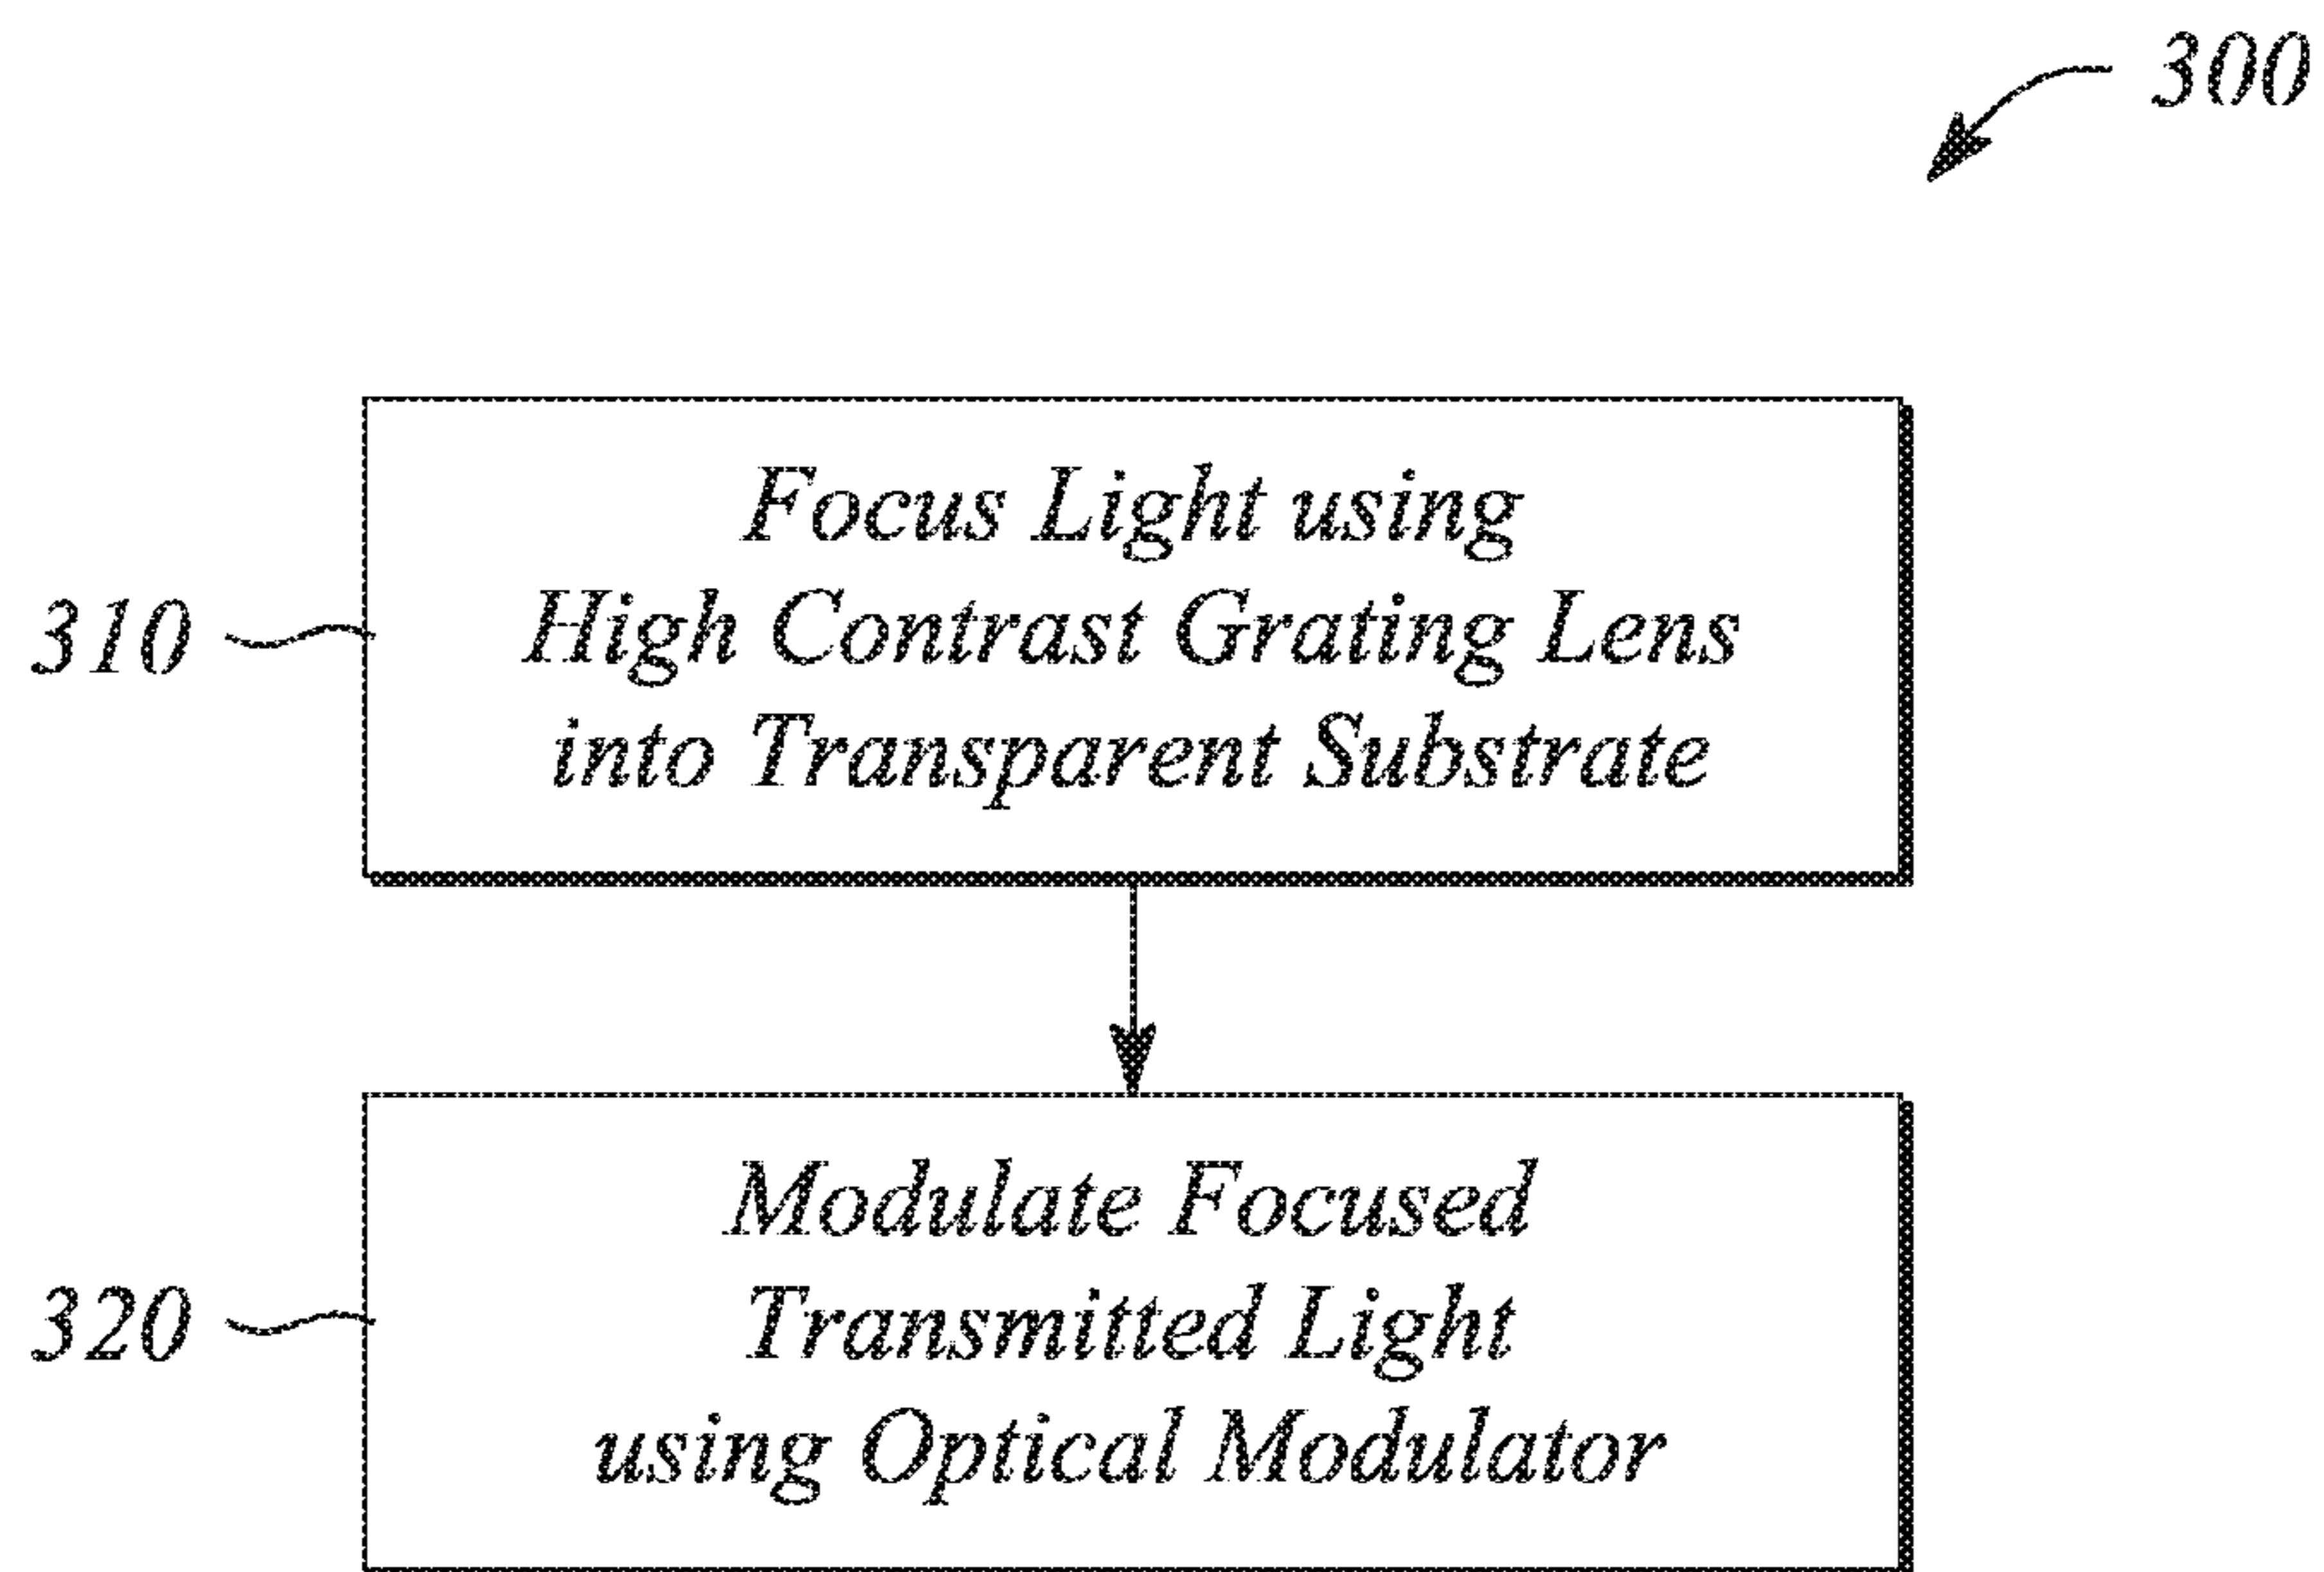 300
310
Focus Light using
High Contrast Grating Lens
into Transparent Substrate
320
Modulate Focused
Transmitted Light
using Optical Modulator